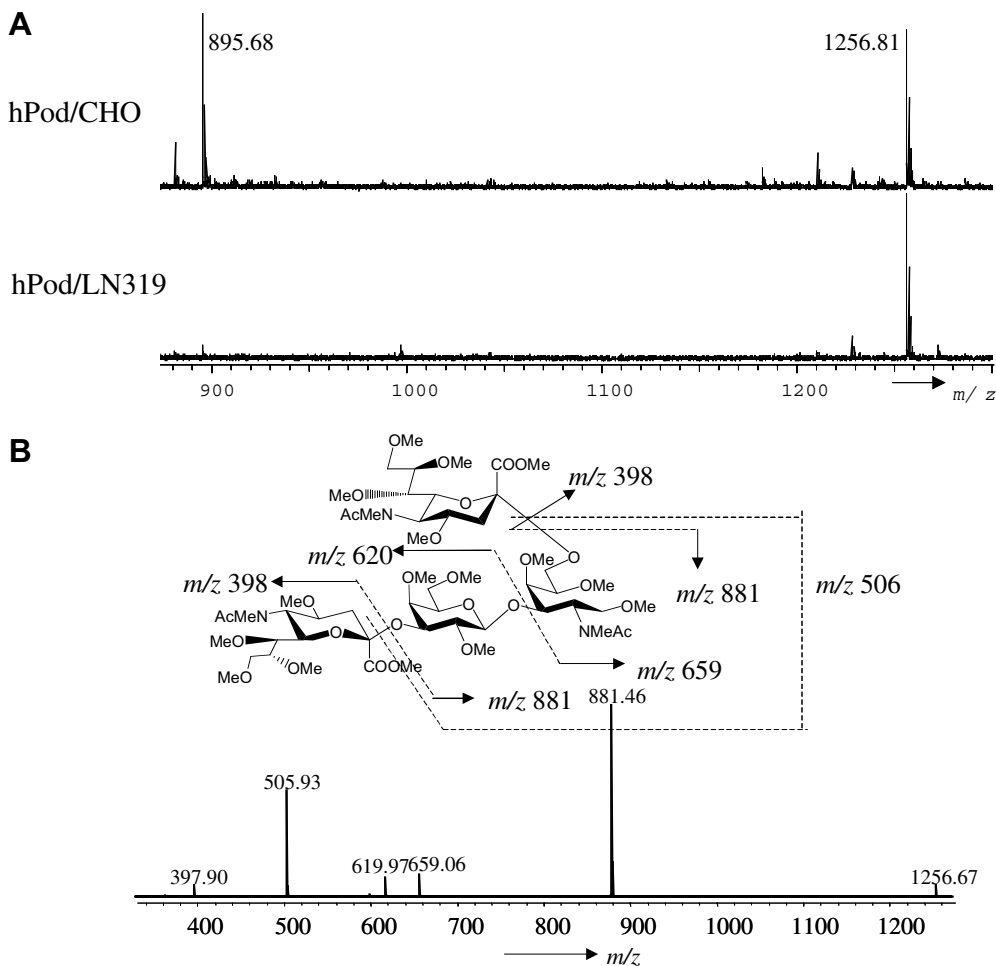 A
895.68
1256.81
hPod/CHO
hPod/LN319
900
1000
1100
1200
m/ z
B
OMe
OMe
COOMe
m/z 398
MeO
O
AcMeN
MeO
O
m/z 620
OMe
OMe
OMe
OMe
m/z 506
m/z 398
m/z 881
AcMeN
MeO
O
O
O
OMe
NMeAc
MeO
O
OMe
MeO
OMe
COOMe
m/z 659
m/z 881
881.46
505.93
397.90
619.97
659.06
1256.67
400
500
600
700
800
900
1000
1100
1200
m/z